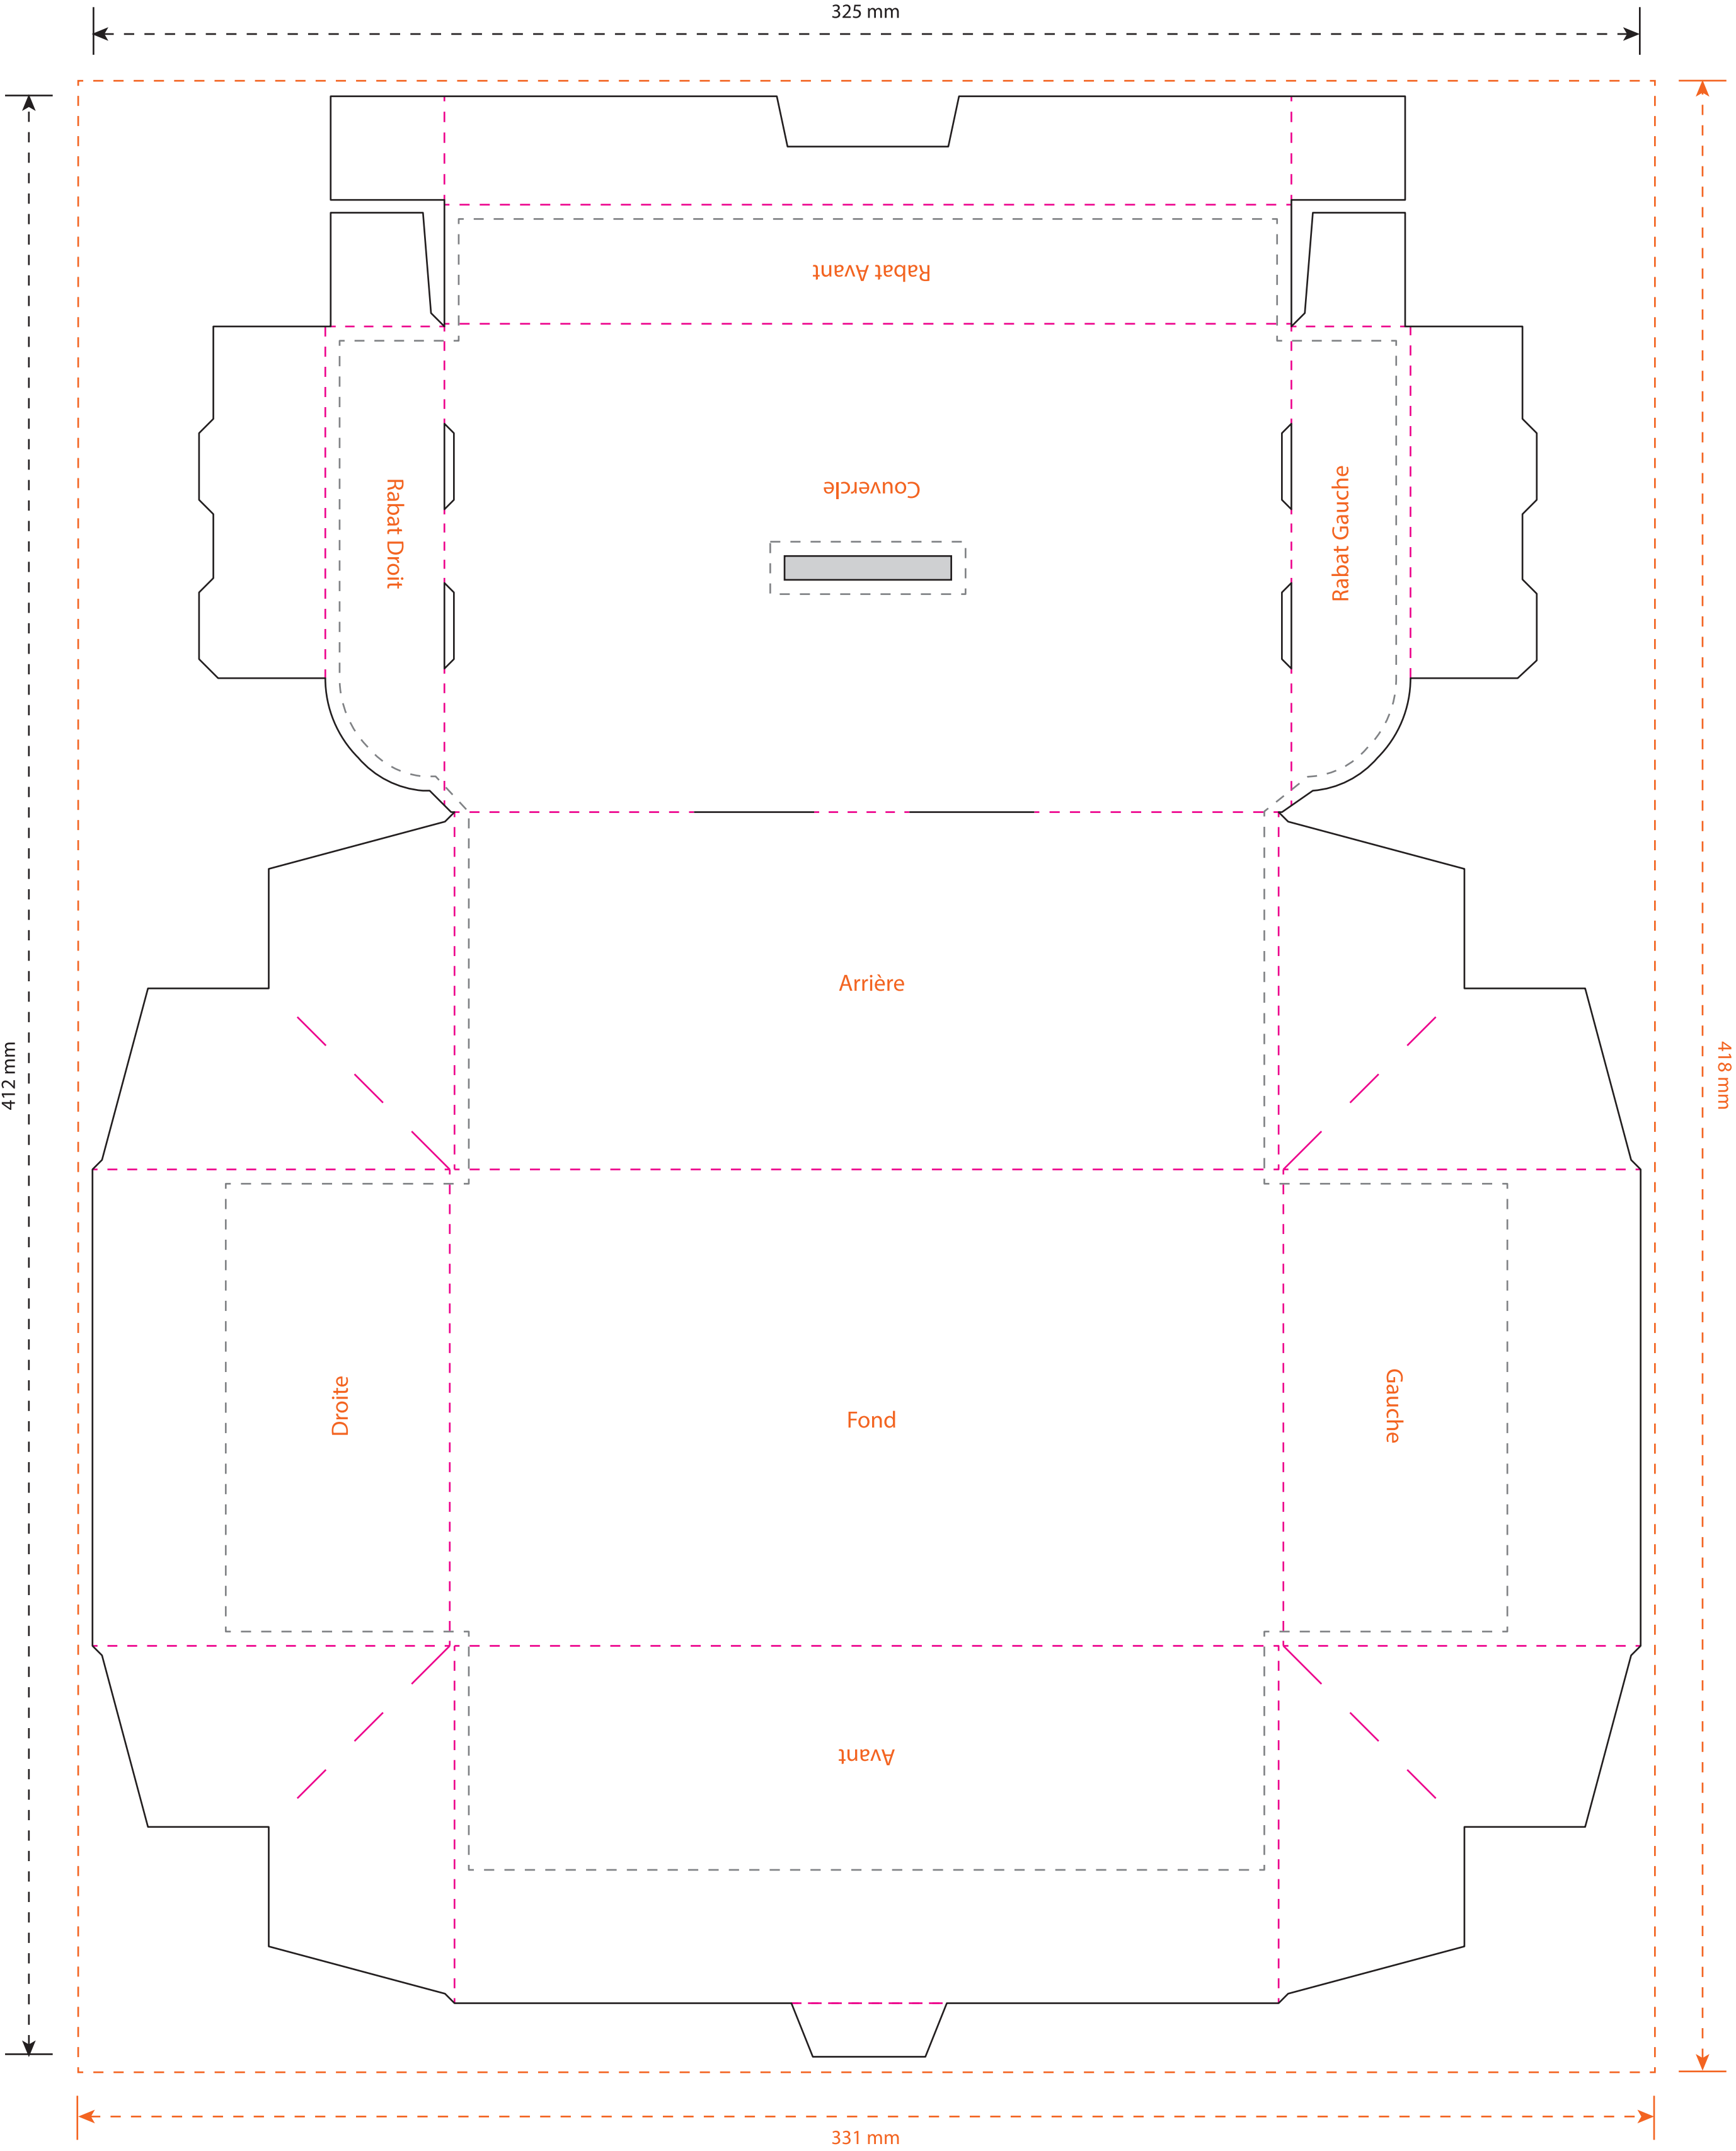 325 mm
Rabat Avant
Couvercle
Rabat Droit
Rabat Gauche
Arrière
412 mm
418 mm
Droite
Fond
Gauche
Avant
331 mm